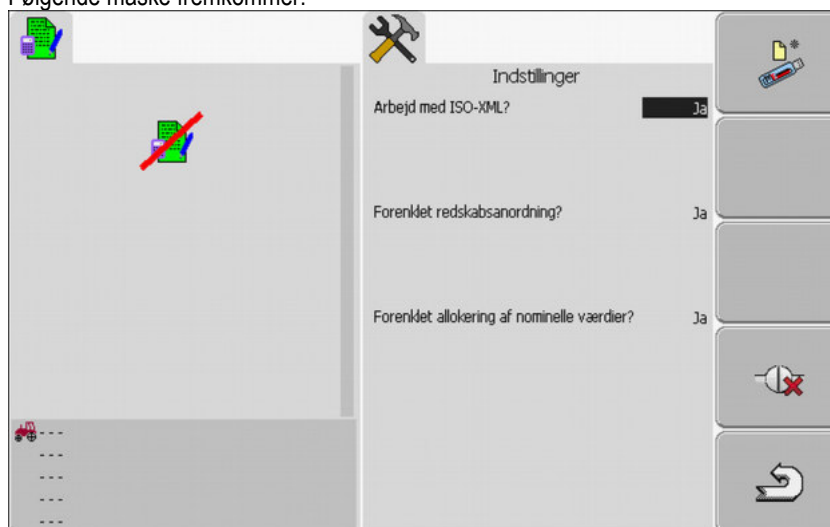 Følgende maske fremkommer:
Indstillinger
Arbejd med ISO-XML? Ja
Forenklet redskabsanordning? Ja
Forenklet allokering af nominelle værdier? Ja
---
---
---
---
---